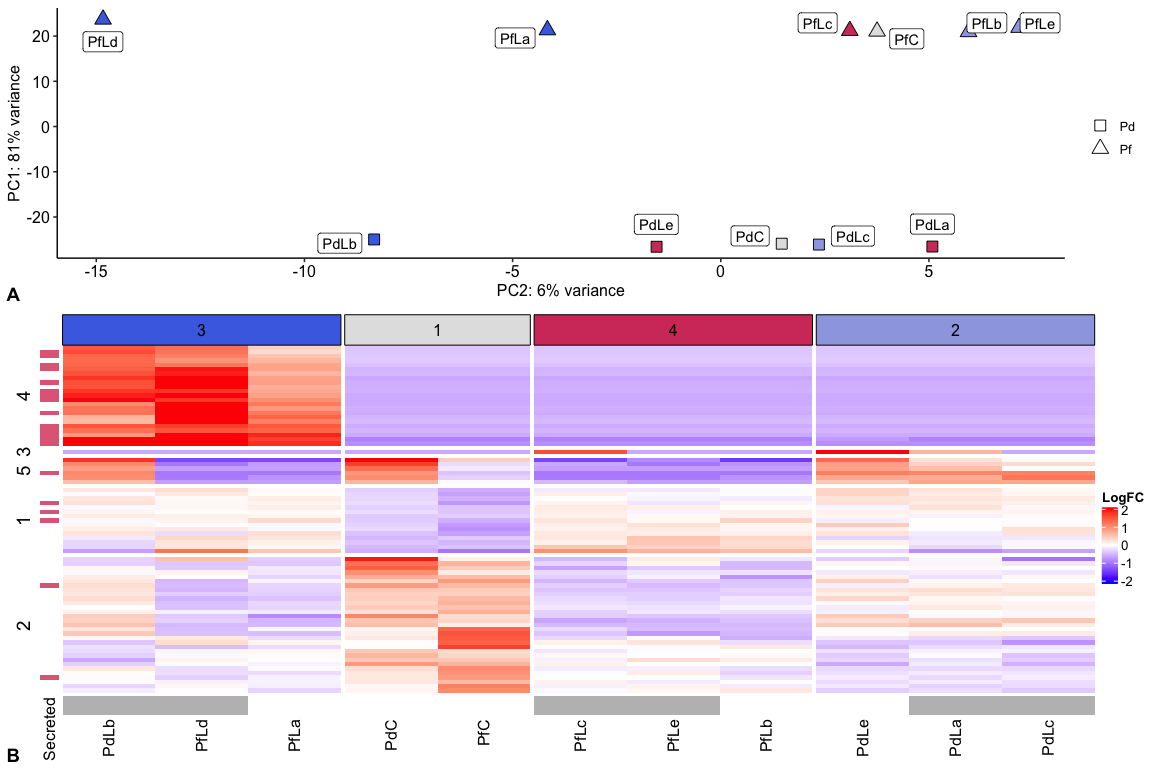 20
10
0
-10
-20
PC1: 81% variance
PfLd
PfLa
PfLc
PfC
PfLb
PfLe
PdLb
PdLe
PdC
PdLc
PdLa
Pd
Pf
-15
-10
-5
0
5
PC2: 6% variance
A
3
1
4
2
4
3
5
1
2
LogFC
2
1
0
-1
-2
Secreted
PdLb
PfLd
PfLa
PdC
PfC
PfLc
PfLe
PfLb
PdLe
PdLa
PdLc
B